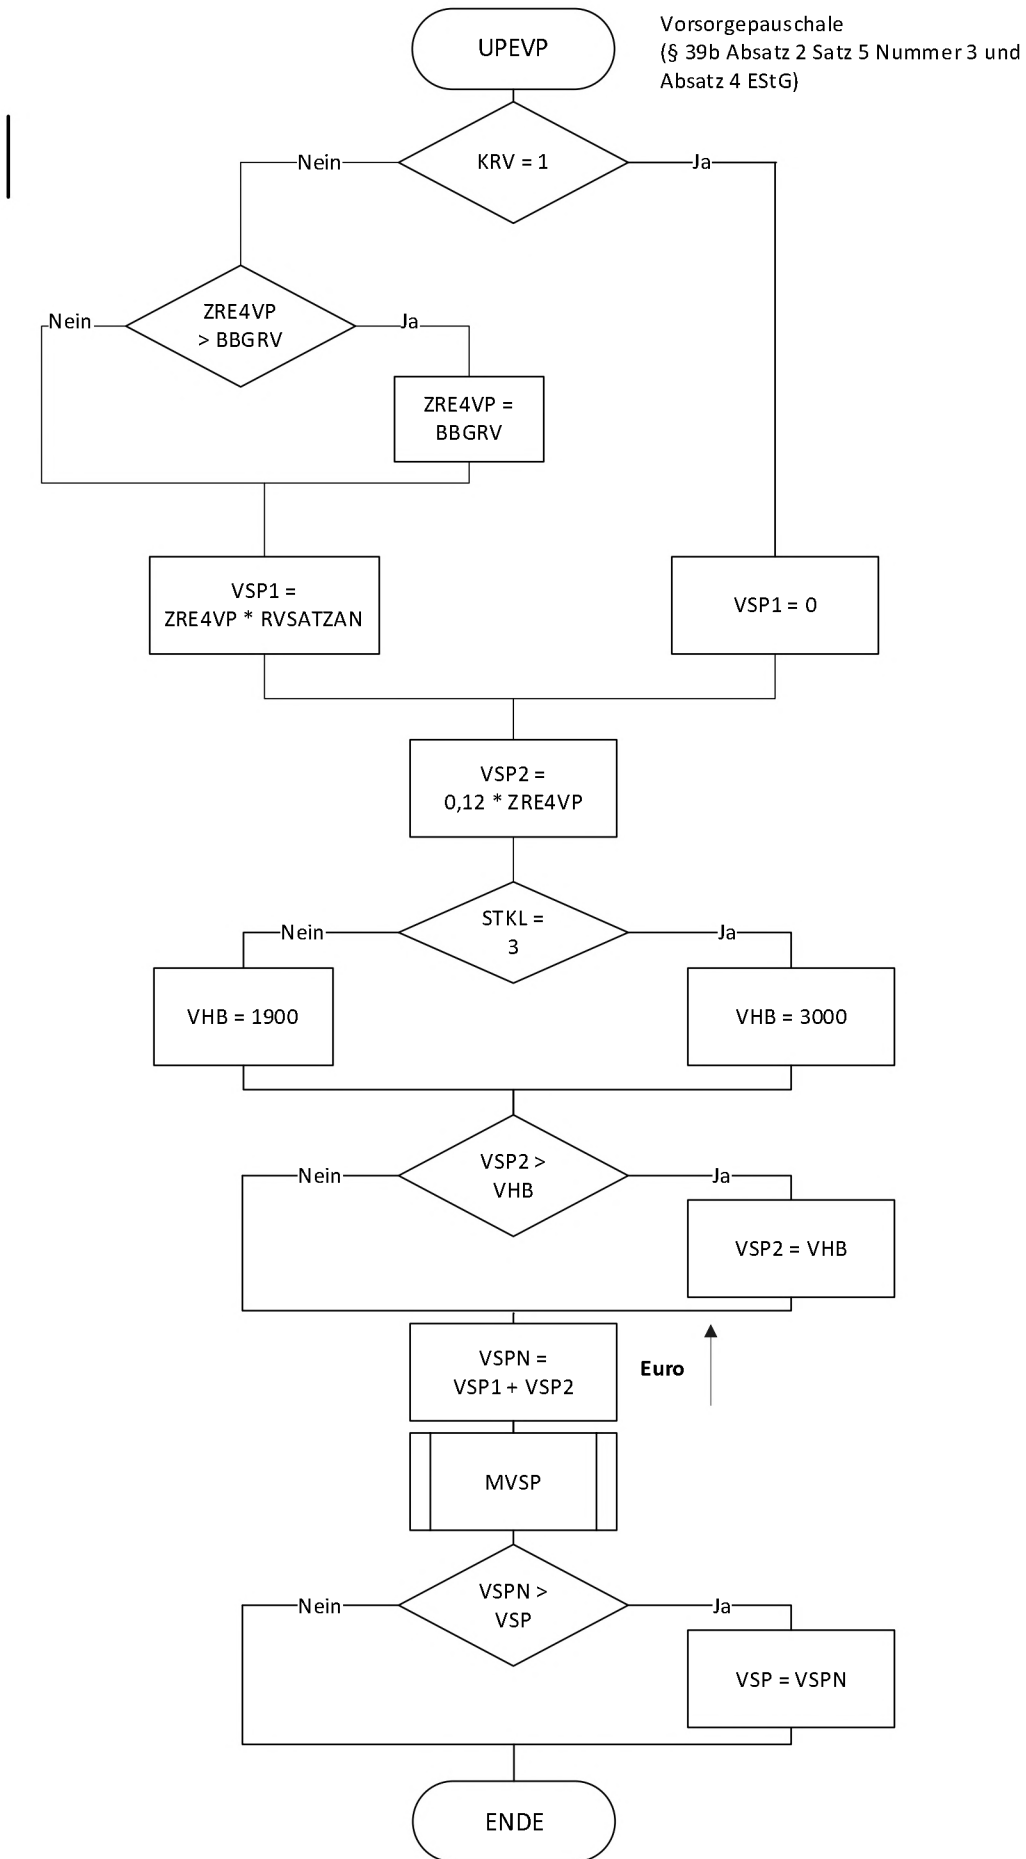 UPEVP
Vorsorgepauschale
(§ 39b Absatz 2 Satz 5 Nummer 3 und
Absatz 4 EStG)
KRV = 1
Nein
Ja
ZRE4VP
> BBGRV
Nein
Ja
ZRE4VP =
BBGRV
VSP1 =
ZRE4VP * RVSATZAN
VSP1 = 0
VSP2 =
0,12 * ZRE4VP
STKL =
3
Nein
Ja
VHB = 1900
VHB = 3000
VSP2 >
VHB
Nein
Ja
VSP2 = VHB
VSPN =
VSP1 + VSP2
Euro
MVSP
VSPN >
VSP
Nein
Ja
VSP = VSPN
ENDE